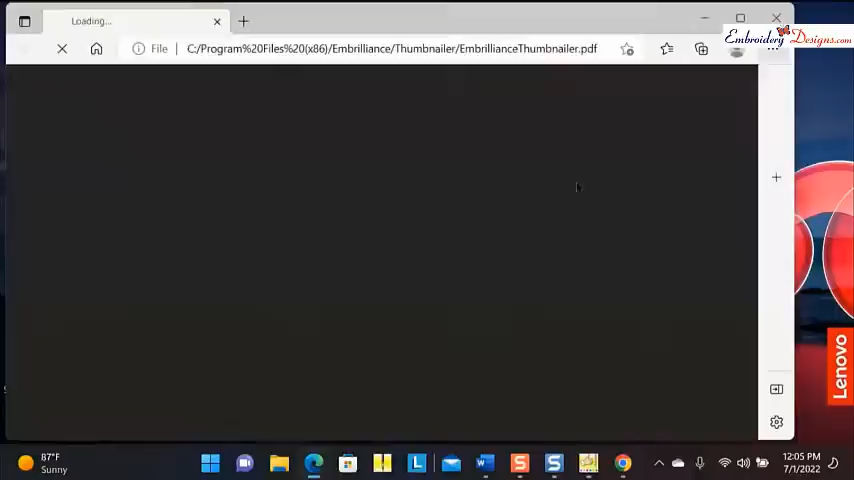 Loading...
File
C:/Program%20Files%20(x86)/Embrilliance/Thumbnailer/EmbrillianceThumbnailer.pdf
Embroidery Designs.com
Lenovo
87°F
Sunny
L
W
S
S
12:05 PM
7/1/2022